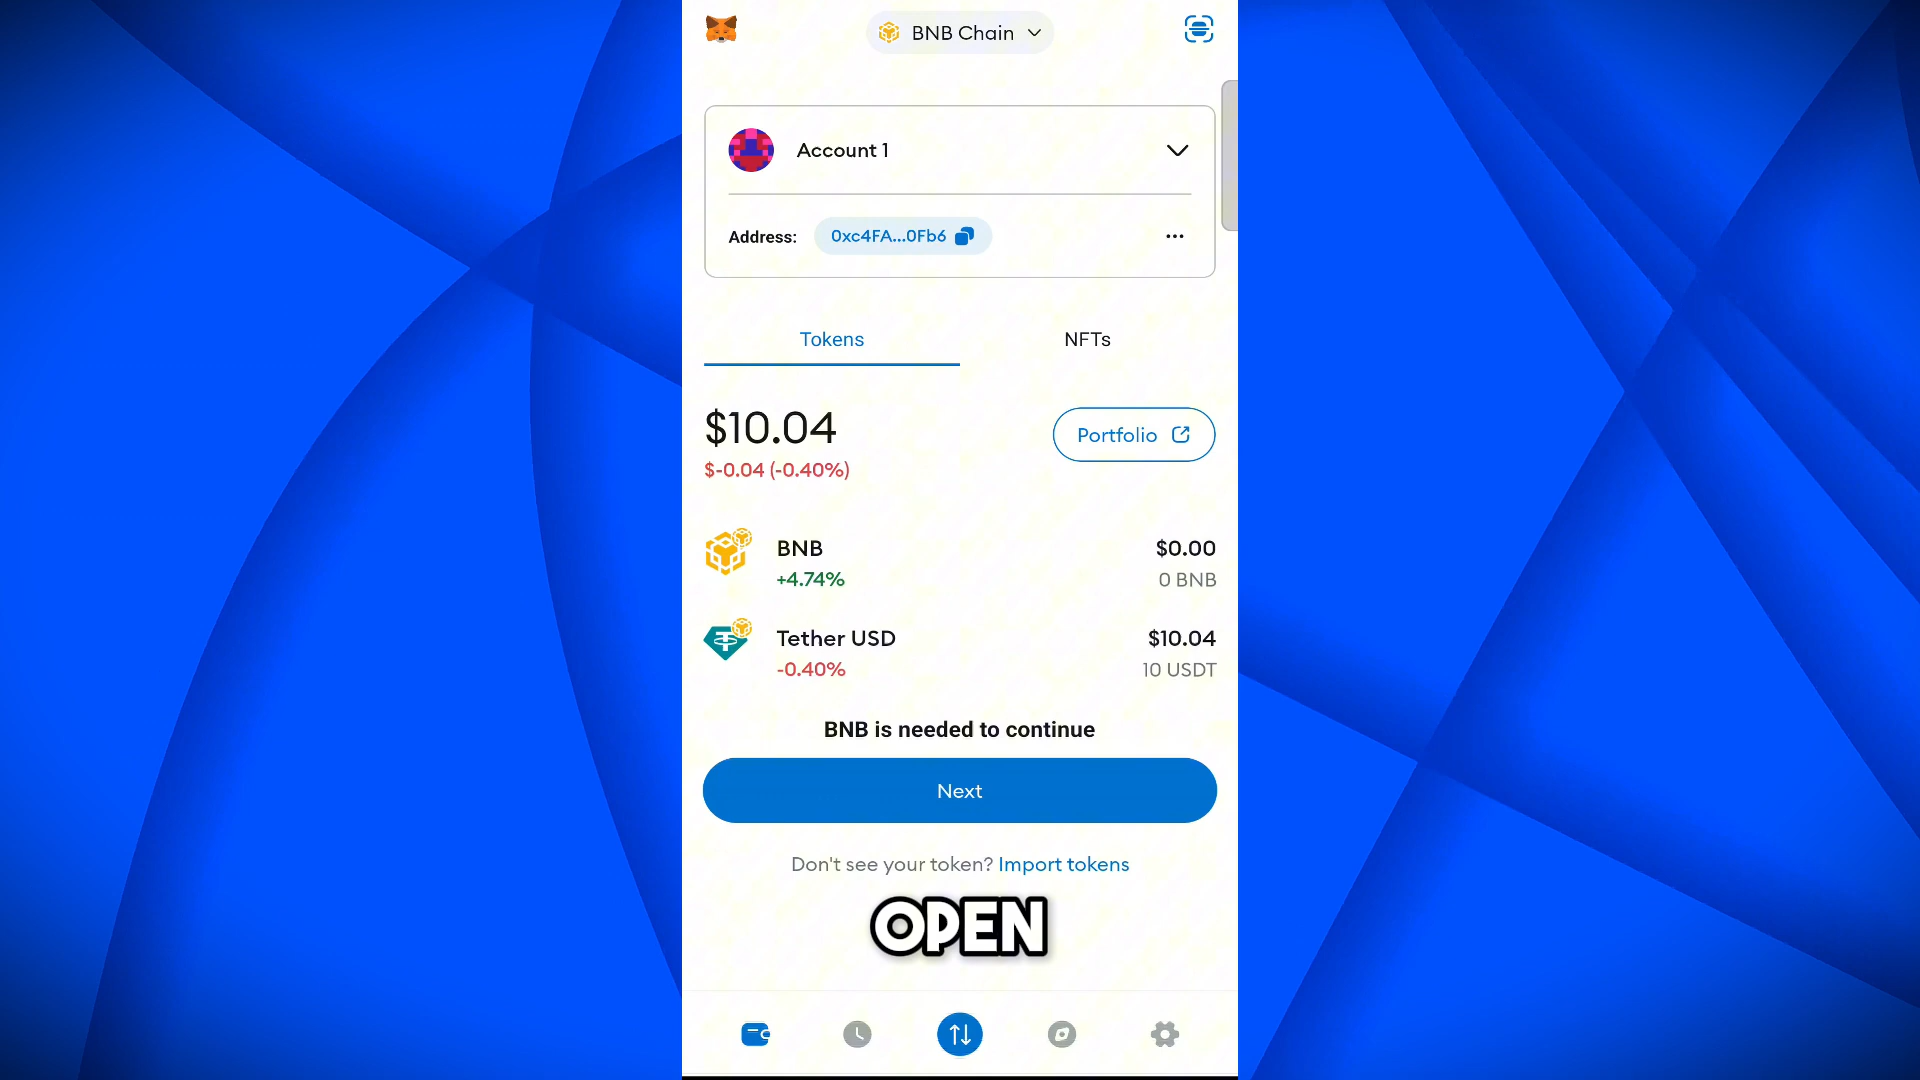 BNB Chain
Account 1
Address: 0xc4FA...0Fb6
Tokens NFTs
$10.04
Portfolio
$-0.04 (-0.40%)
BNB $0.00
+4.74% 0 BNB
Tether USD $10.04
-0.40% 10 USDT
BNB is needed to continue
Next
Don't see your token? Import tokens
OPEN